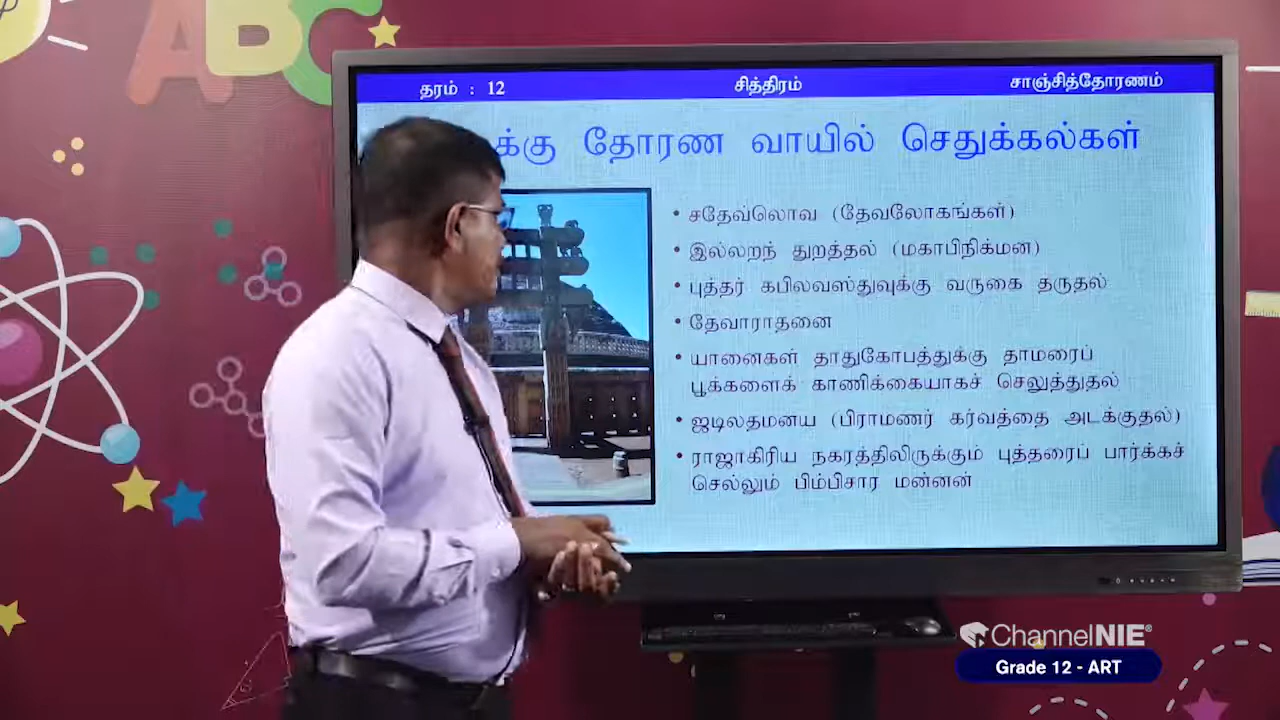 ABC
தரம் : 12 சித்திரம் சாஞ்சித்தோரணம்
க்கு தோரண வாயில் செதுக்கல்கள்
• சதேவ்லொவ (தேவலோகங்கள்)
• இல்லறந் துறத்தல் (மகாபிநிக்மன)
• புத்தர் கபிலவஸ்துவுக்கு வருகை தருதல்
• தேவாராதனை
• யானைகள் தாதுகோபத்துக்கு தாமரைப்
பூக்களைக் காணிக்கையாகச் செலுத்துதல்
• ஜடிலதமனய (பிராமணர் கர்வத்தை அடக்குதல்)
• ராஜாகிரிய நகரத்திலிருக்கும் புத்தரைப் பார்க்கச்
செல்லும் பிம்பிசார மன்னன்
ChannelNIE®
Grade 12 - ART